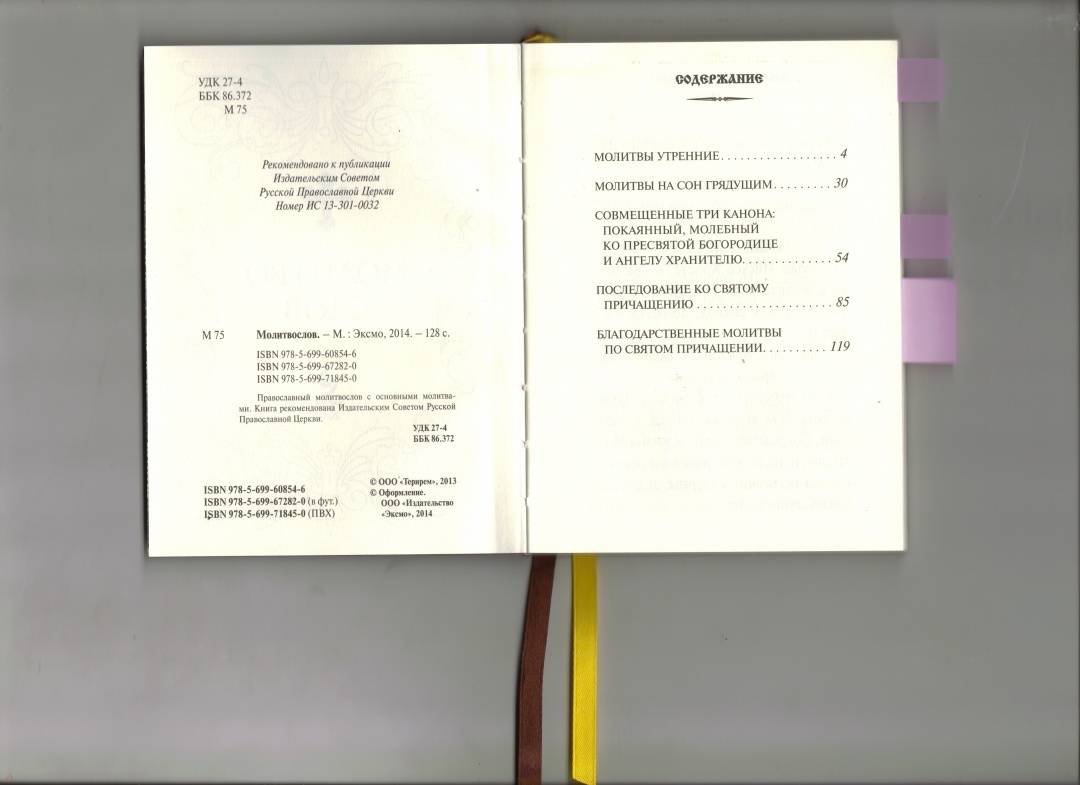 УДК 27-4
ББК 86.372
М 75
Рекомендовано к публикации
Издательским Советом
Русской Православной Церкви
Номер ИС 13-301-0032
М 75 Молитвослов. – М. : Эксмо, 2014. – 128 с.
ISBN 978-5-699-60854-6
ISBN 978-5-699-67282-0
ISBN 978-5-699-71845-0
Православный молитвослов с основными молитва-
ми. Книга рекомендована Издательским Советом Русской
Православной Церкви.
УДК 27-4
ББК 86.372
ISBN 978-5-699-60854-6
ISBN 978-5-699-67282-0 (в фут.)
ISBN 978-5-699-71845-0 (ПВХ)
© ООО «Терирем», 2013
© Оформление.
ООО «Издательство
«Эксмо», 2014
СОДЕРЖАНИЕ
МОЛИТВЫ УТРЕННИЕ. . . . . . . . . . . . . . . . . . 4
МОЛИТВЫ НА СОН ГРЯДУЩИМ. . . . . . . . . 30
СОВМЕЩЕННЫЕ ТРИ КАНОНА:
ПОКАЯННЫЙ, МОЛЕБНЫЙ
КО ПРЕСВЯТОЙ БОГОРОДИЦЕ
И АНГЕЛУ ХРАНИТЕЛЮ. . . . . . . . . . . . . . 54
ПОСЛЕДОВАНИЕ КО СВЯТОМУ
ПРИЧАЩЕНИЮ . . . . . . . . . . . . . . . . . . . . . 85
БЛАГОДАРСТВЕННЫЕ МОЛИТВЫ
ПО СВЯТОМ ПРИЧАЩЕНИИ. . . . . . . . . . 119